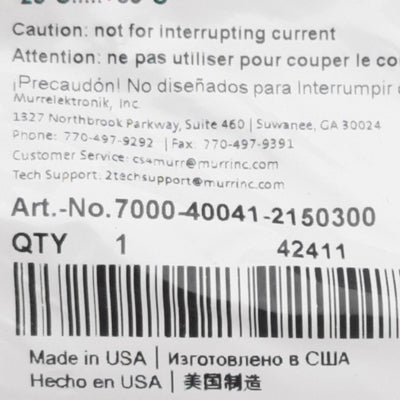 Caution: not for interrupting current
Attention: ne pas utiliser pour couper le
¡Precaudón! No diseñados para Interrumpir
Murrelektronik, Inc.
1327 Northbrook Parkway, Suite 460 | Suwanee, GA 30024
Phone: 770-497-9292 | Fax: 770-497-9391
Customer Service: cs4murr@murrinc.com
Tech Support: 2techsupport@murrinc.com
Art.-No.7000-40041-2150300
QTY 1 42411
Made in USA | Изготовлено в США
Hecho en USA | 美国制造